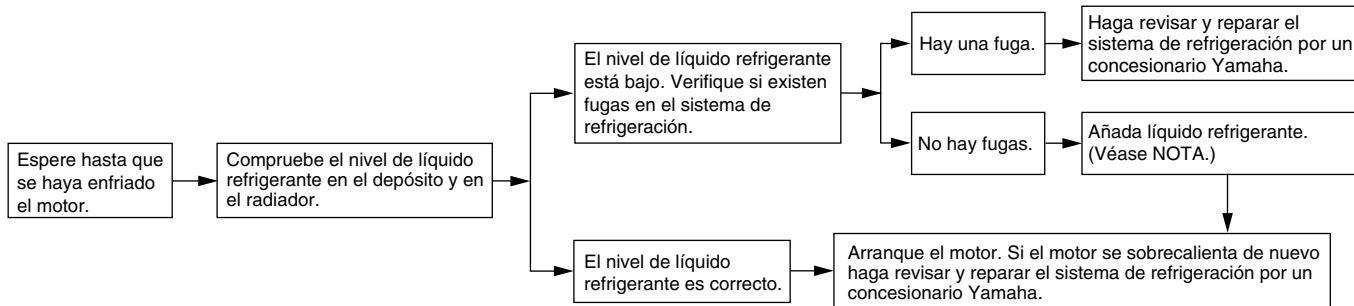 Espere hasta que
se haya enfriado
el motor.
Compruebe el nivel de líquido
refrigerante en el depósito y en
el radiador.
El nivel de líquido refrigerante
está bajo. Verifique si existen
fugas en el sistema de
refrigeración.
Hay una fuga.
Haga revisar y reparar el
sistema de refrigeración por un
concesionario Yamaha.
No hay fugas.
Añada líquido refrigerante.
(Véase NOTA.)
El nivel de líquido
refrigerante es correcto.
Arranque el motor. Si el motor se sobrecalienta de nuevo
haga revisar y reparar el sistema de refrigeración por un
concesionario Yamaha.